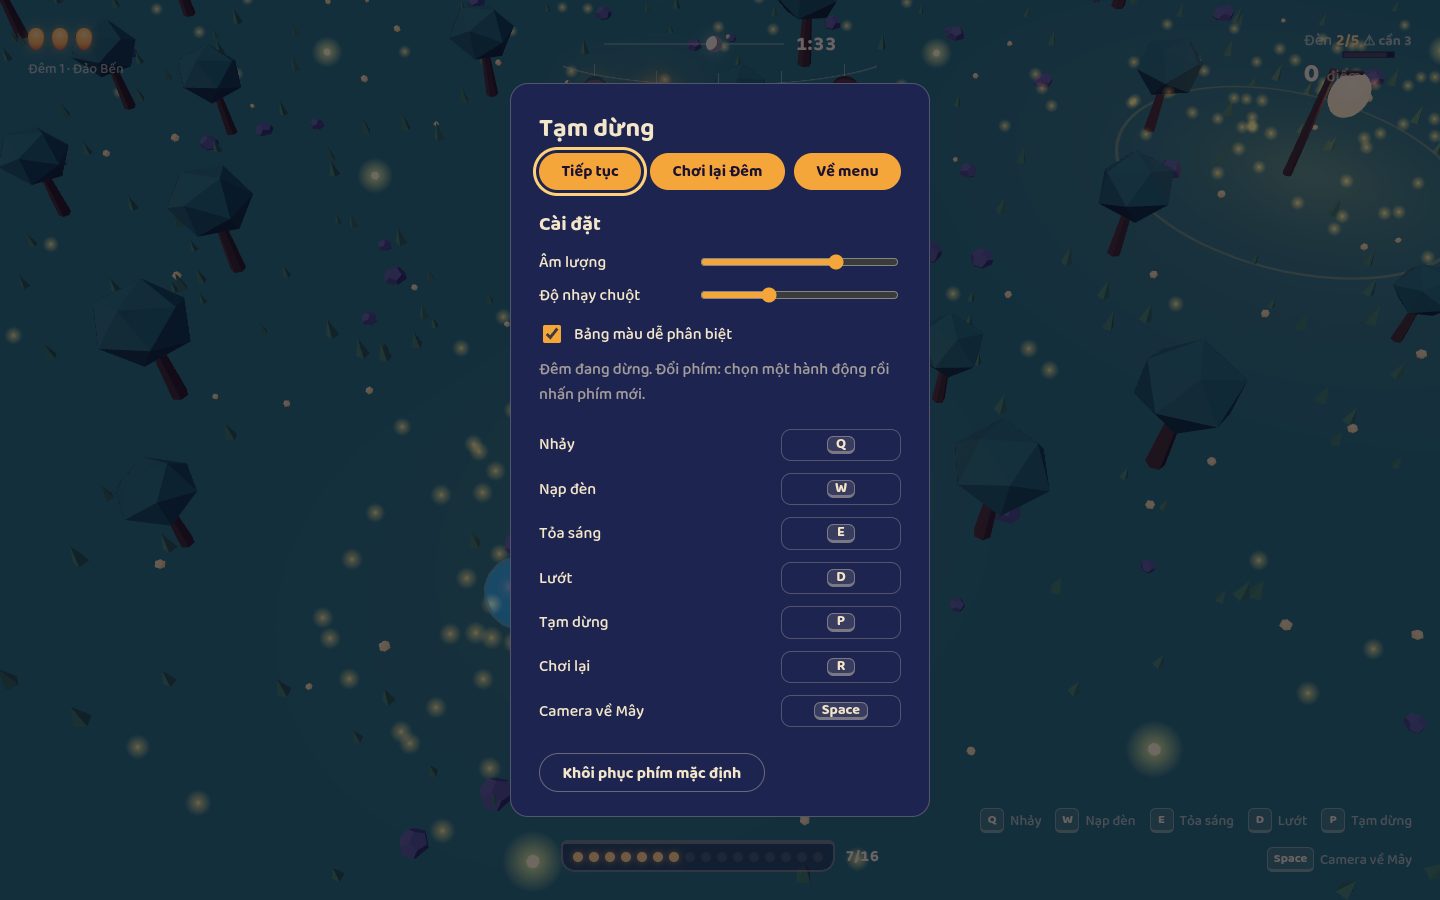 1:33
Đèn 2/5 ⚠ cần 3
Đêm 1 · Đảo Bến
0 điểm
Tạm dừng
Tiếp tục
Chơi lại Đêm
Về menu
Cài đặt
Âm lượng
Độ nhạy chuột
Bảng màu dễ phân biệt
Đêm đang dừng. Đổi phím: chọn một hành động rồi
nhấn phím mới.
Nhảy Q
Nạp đèn W
Tỏa sáng E
Lướt D
Tạm dừng P
Chơi lại R
Camera về Mây Space
Khôi phục phím mặc định
Q Nhảy W Nạp đèn E Tỏa sáng D Lướt P Tạm dừng
Space Camera về Mây
7/16